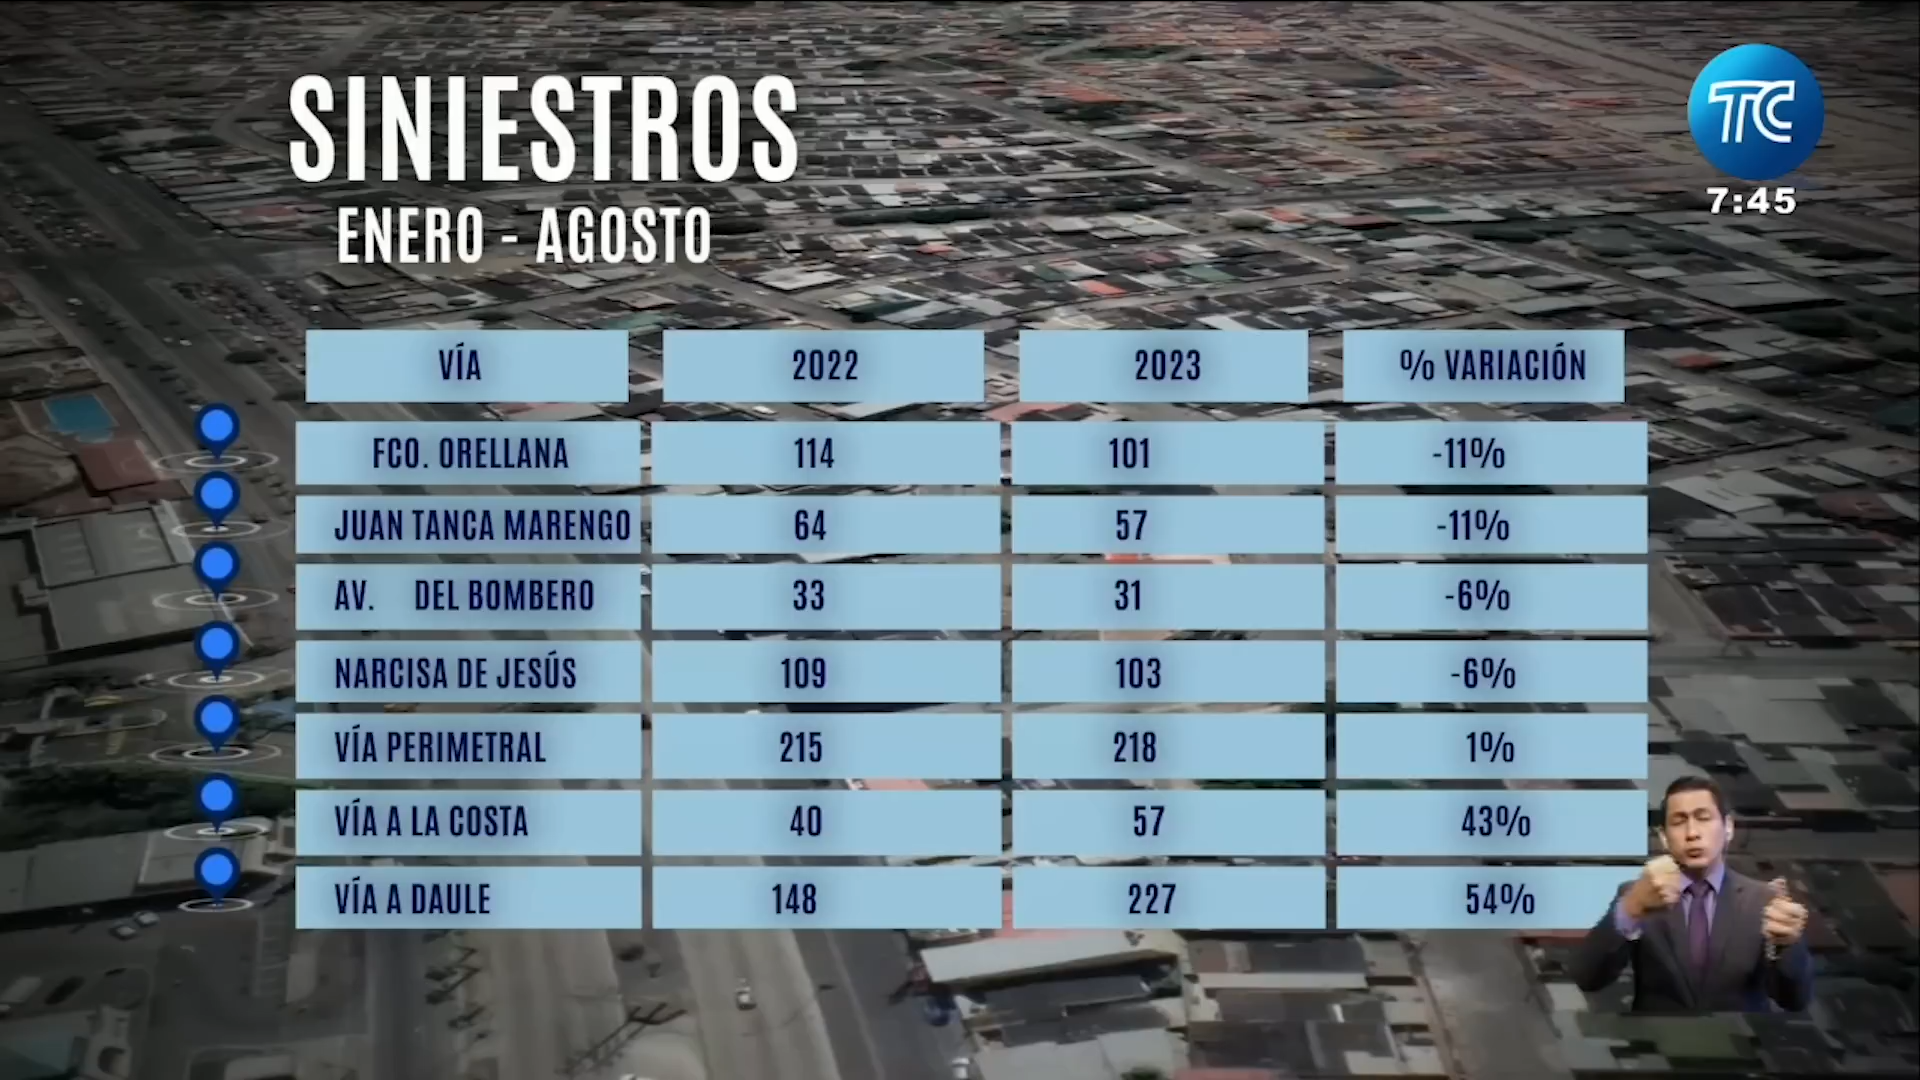 SINIESTROS
ENERO - AGOSTO
TC
7:45
VÍA 2022 2023 % VARIACIÓN
FCO. ORELLANA 114 101 -11%
JUAN TANCA MARENGO 64 57 -11%
AV. DEL BOMBERO 33 31 -6%
NARCISA DE JESÚS 109 103 -6%
VÍA PERIMETRAL 215 218 1%
VÍA A LA COSTA 40 57 43%
VÍA A DAULE 148 227 54%